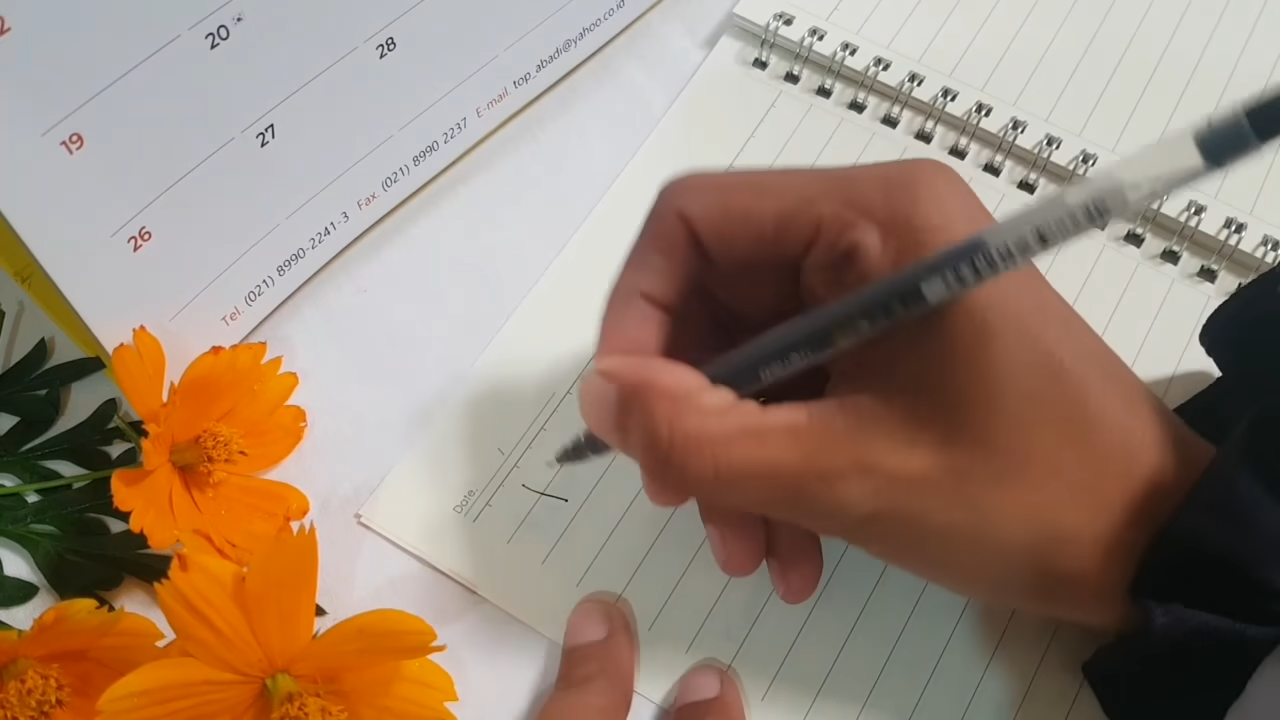 20
28
19
27
26
Tel. (021) 8990-2241-3 Fax. (021) 8990 2237 E-mail. top_abadi@yahoo.co.id
Date.